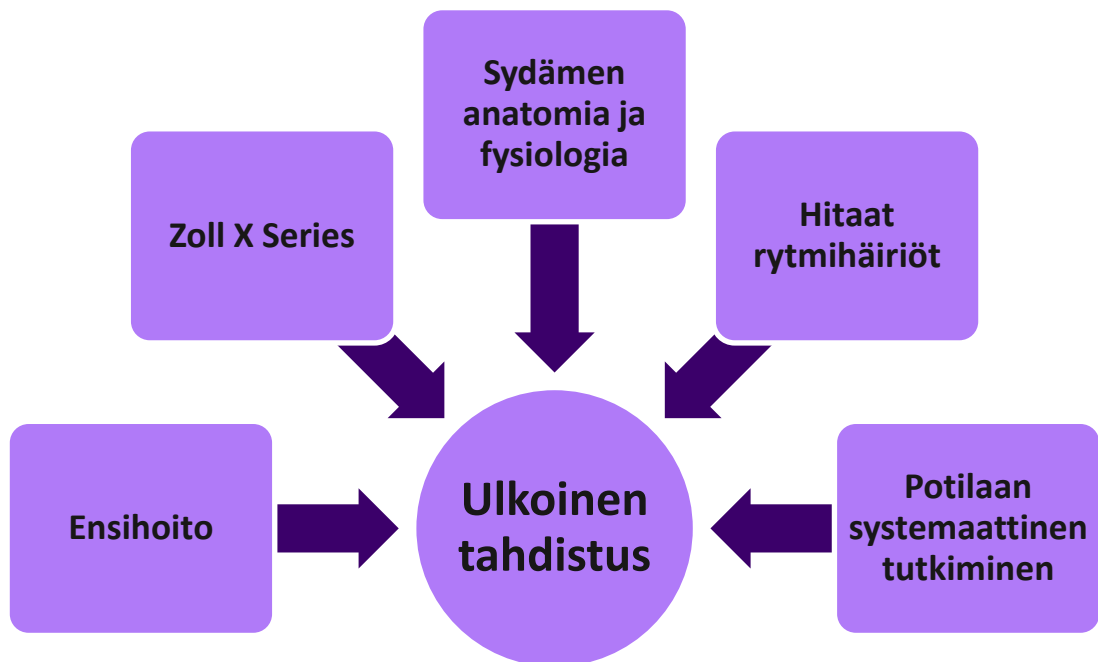 Sydämen
anatomia ja
fysiologia
Zoll X Series
Hitaat
rytmihäiriöt
Ensihoito
Ulkoinen
tahdistus
Potilaan
systemaattinen
tutkiminen